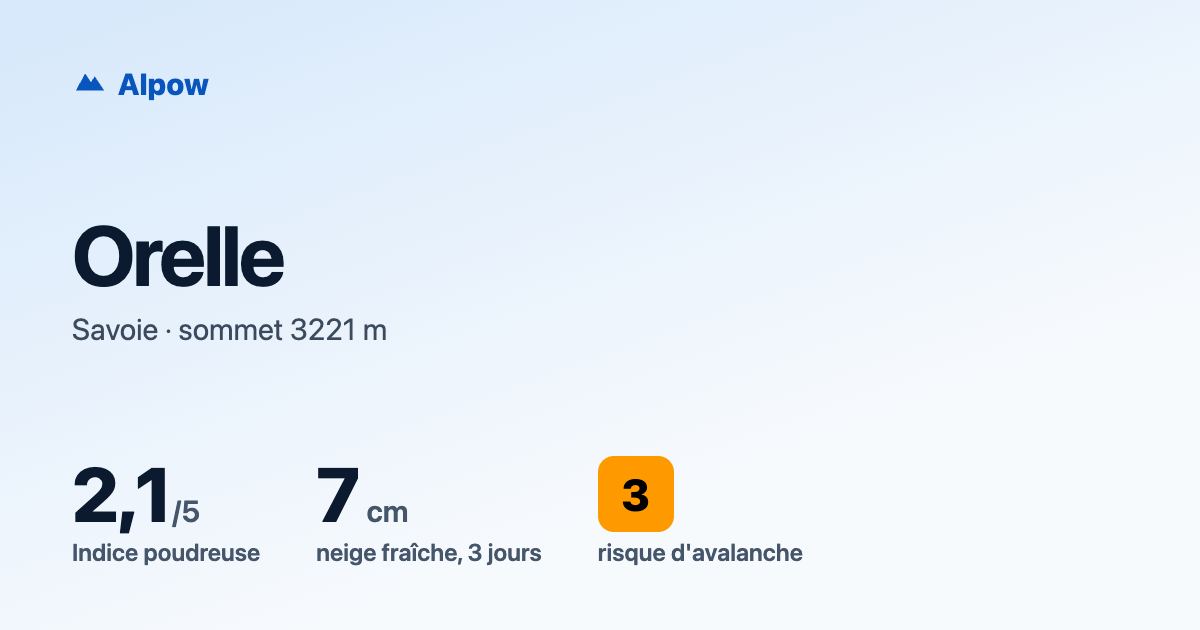 Alpow
Orelle
Savoie · sommet 3221 m
2,1/5
Indice poudreuse
7 cm
neige fraîche, 3 jours
3
risque d'avalanche